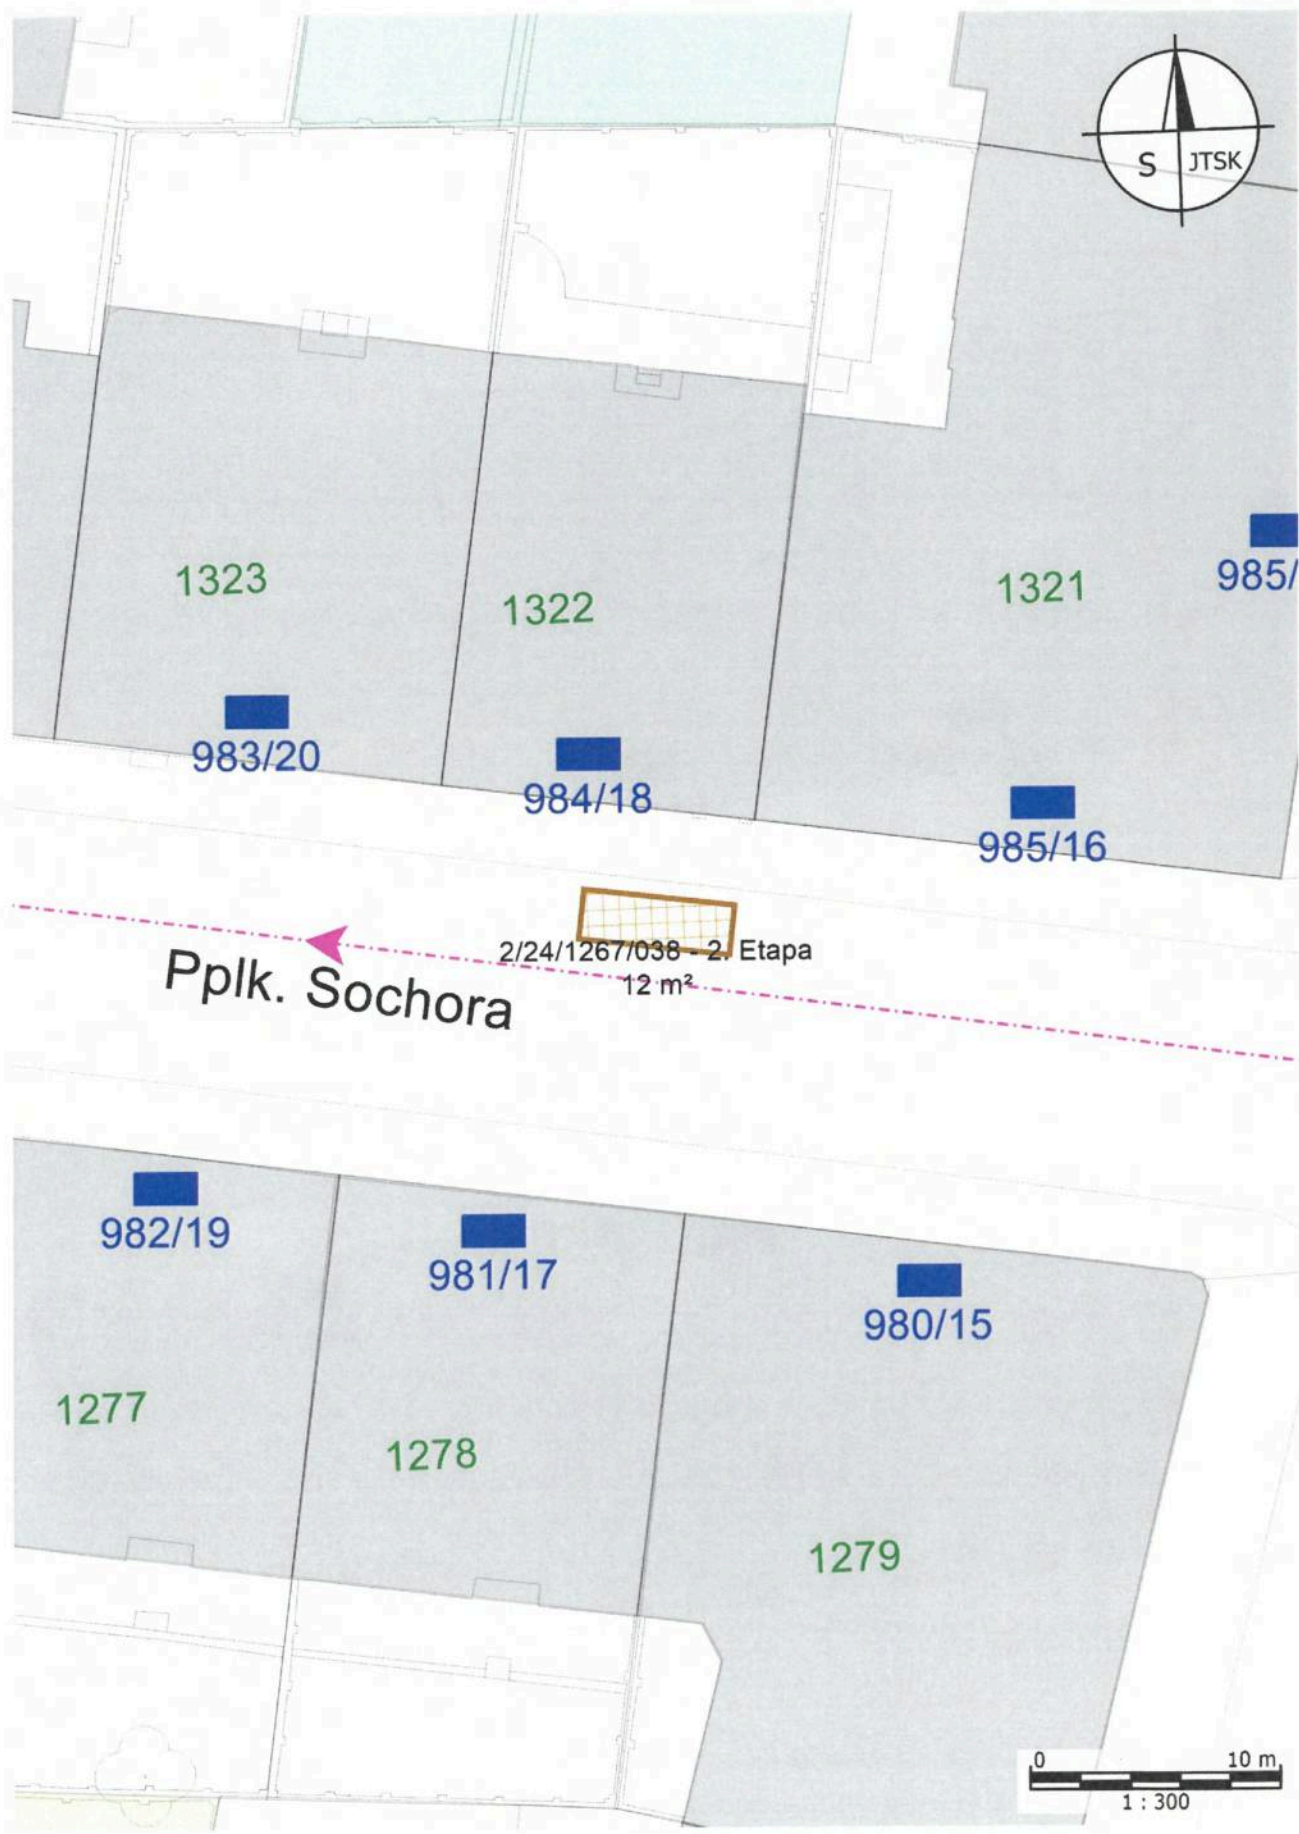 S JTSK
1323
1322
1321
985/
983/20
984/18
985/16
2/24/1267/038 - 2. Etapa
12 m²
Pplk. Sochora
982/19
981/17
980/15
1277
1278
1279
0 10 m
1 : 300